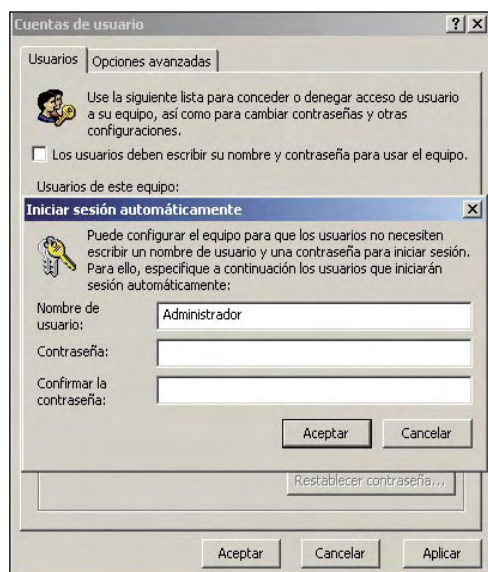 Cuentas de usuario
Usuarios
Opciones avanzadas
Use la siguiente lista para conceder o denegar acceso de usuario
a su equipo, así como para cambiar contraseñas y otras
configuraciones.
Los usuarios deben escribir su nombre y contraseña para usar el equipo.
Usuarios de este equipo:
Iniciar sesión automáticamente
Puede configurar el equipo para que los usuarios no necesiten
escribir un nombre de usuario y una contraseña para iniciar sesión.
Para ello, especifique a continuación los usuarios que iniciarán
sesión automáticamente:
Nombre de
usuario:
Administrador
Contraseña:
Confirmar la
contraseña:
Aceptar
Cancelar
Restablecer contraseña...
Aceptar
Cancelar
Aplicar